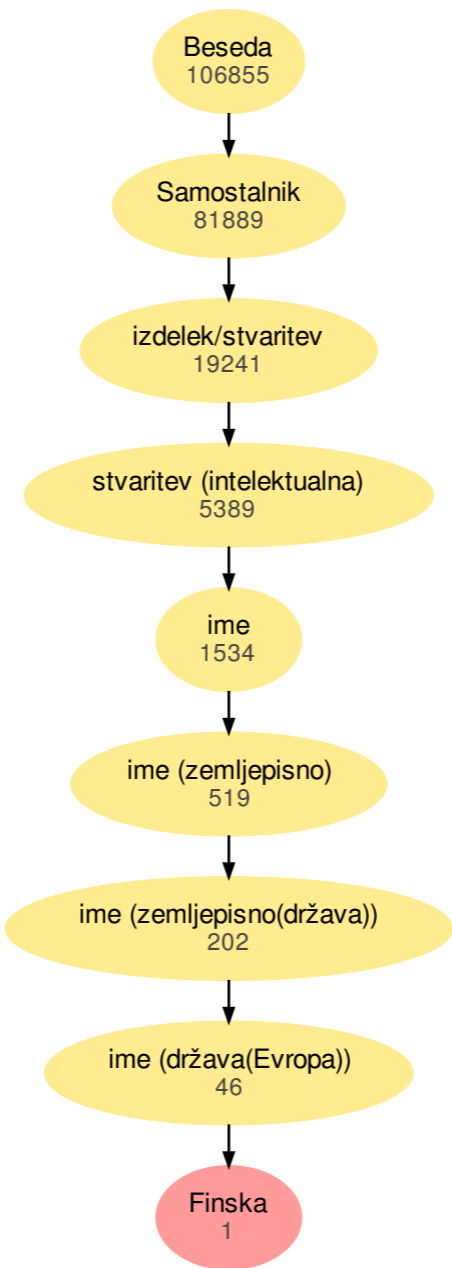 Beseda
106855
Samostalnik
81889
izdelek/stvaritev
19241
stvaritev (intelektualna)
5389
ime
1534
ime (zemljepisno)
519
ime (zemljepisno(država))
202
ime (država(Evropa))
46
Finska
1